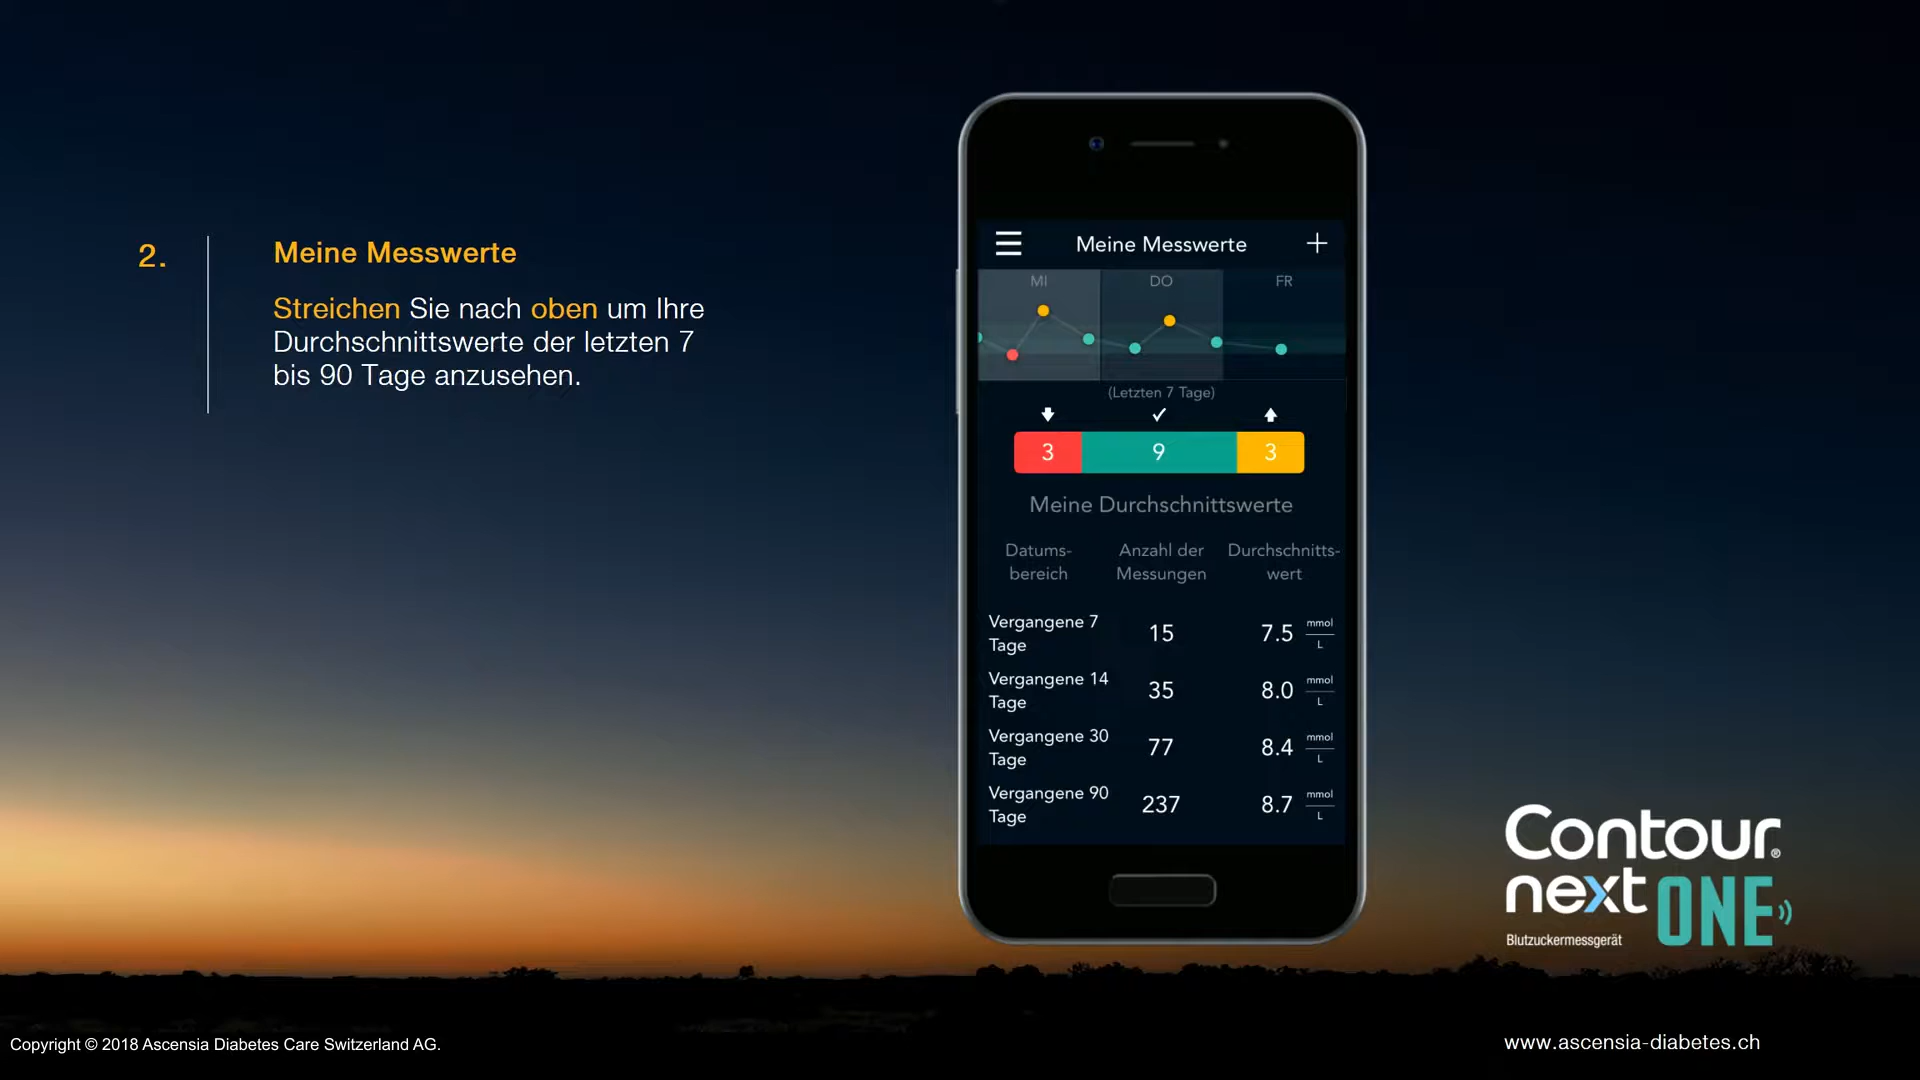 2.
Meine Messwerte
Streichen Sie nach oben um Ihre
Durchschnittswerte der letzten 7
bis 90 Tage anzusehen.
Meine Messwerte
MI DO FR
(Letzten 7 Tage)
3 9 3
Meine Durchschnittswerte
Datums- Anzahl der Durchschnitts-
bereich Messungen wert
Vergangene 7
Tage 15 7.5 mmol
L
Vergangene 14
Tage 35 8.0 mmol
L
Vergangene 30
Tage 77 8.4 mmol
L
Vergangene 90
Tage 237 8.7 mmol
L
Contour®
next ONE
Blutzuckermessgerät
Copyright © 2018 Ascensia Diabetes Care Switzerland AG.
www.ascensia-diabetes.ch